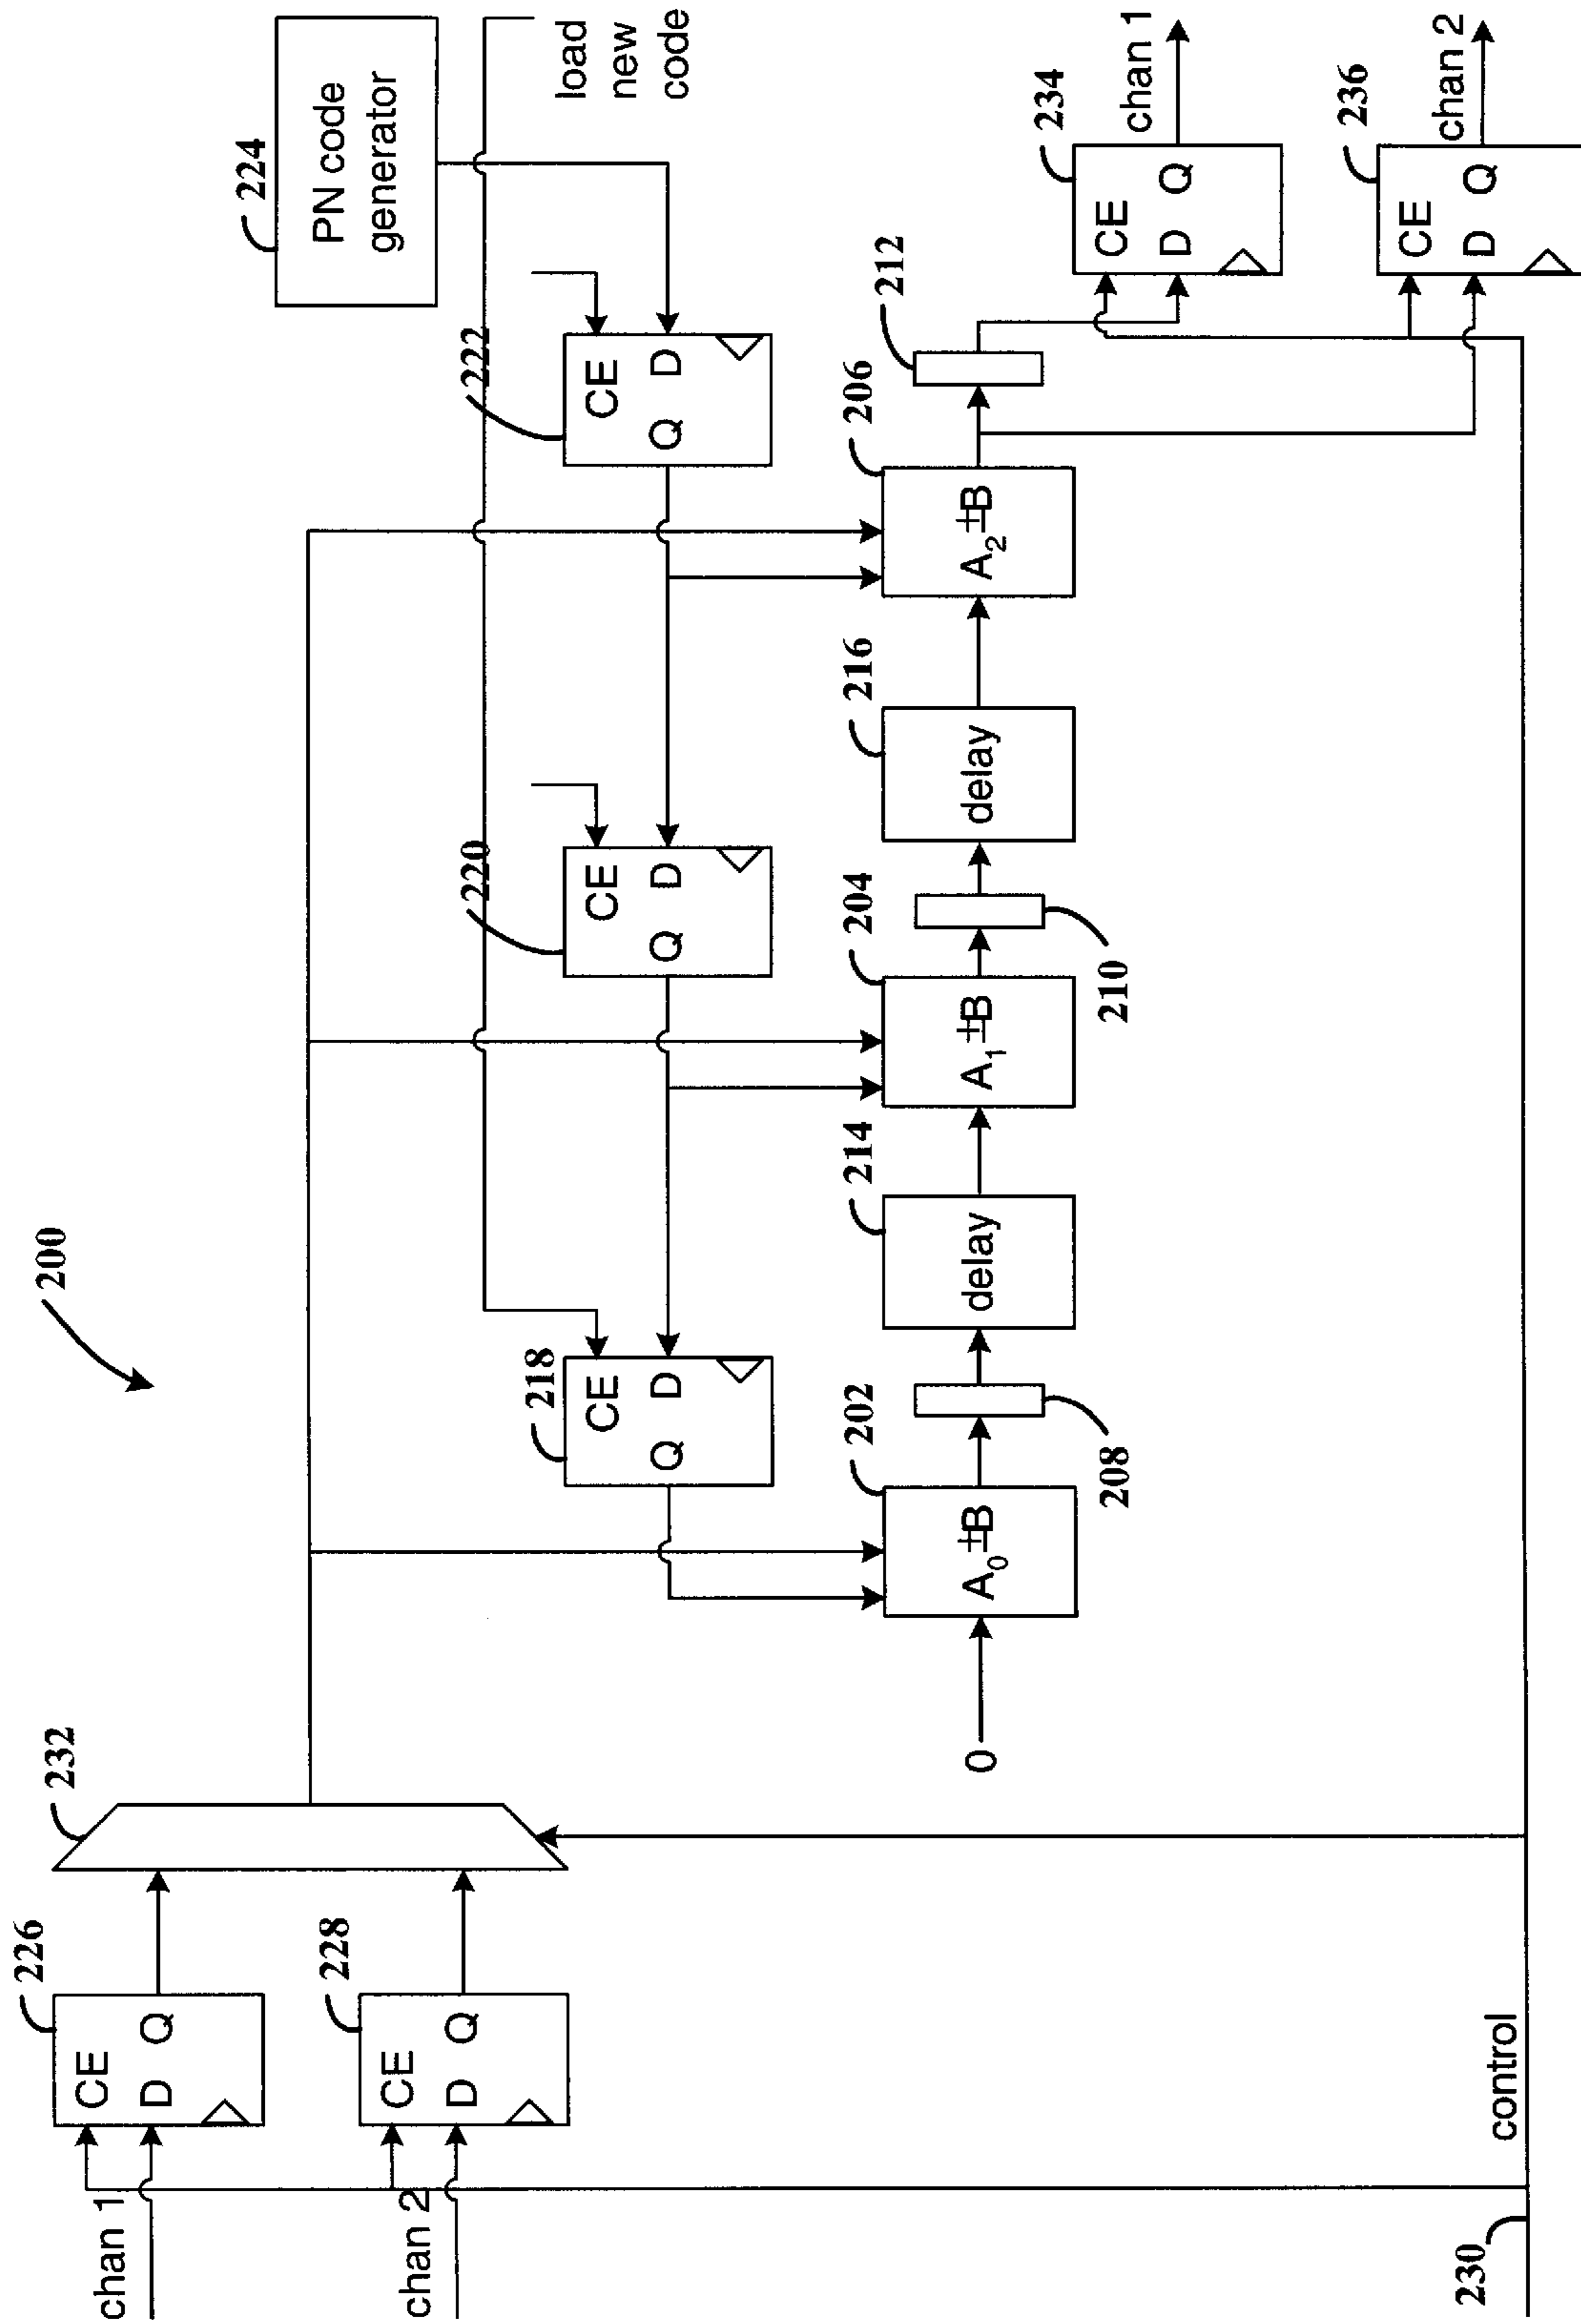 200
224
PN code
generator
load
new
code
226
CE
D Q
chan 1
228
CE
D Q
chan 2
232
218
CE
Q D
220
CE
Q D
222
CE
Q D
0
202
A0±B
208
214
delay
204
A1±B
210
216
delay
206
A2±B
212
234
CE
D Q
chan 1
236
CE
D Q
chan 2
control
230